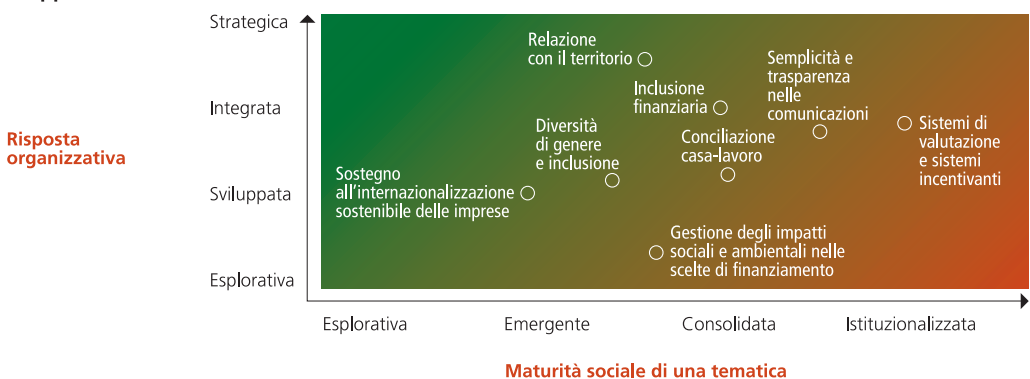 Strategica
Integrata
Sviluppata
Esplorativa
Risposta
organizzativa
Relazione
con il territorio
Semplicità e
trasparenza
nelle
comunicazioni
Inclusione
finanziaria
Diversità
di genere
e inclusione
Conciliazione
casa-lavoro
Sistemi di
valutazione
e sistemi
incentivanti
Sostegno
all'internazionalizzazione
sostenibile delle imprese
Gestione degli impatti
sociali e ambientali nelle
scelte di finanziamento
Esplorativa
Emergente
Consolidata
Istituzionalizzata
Maturità sociale di una tematica